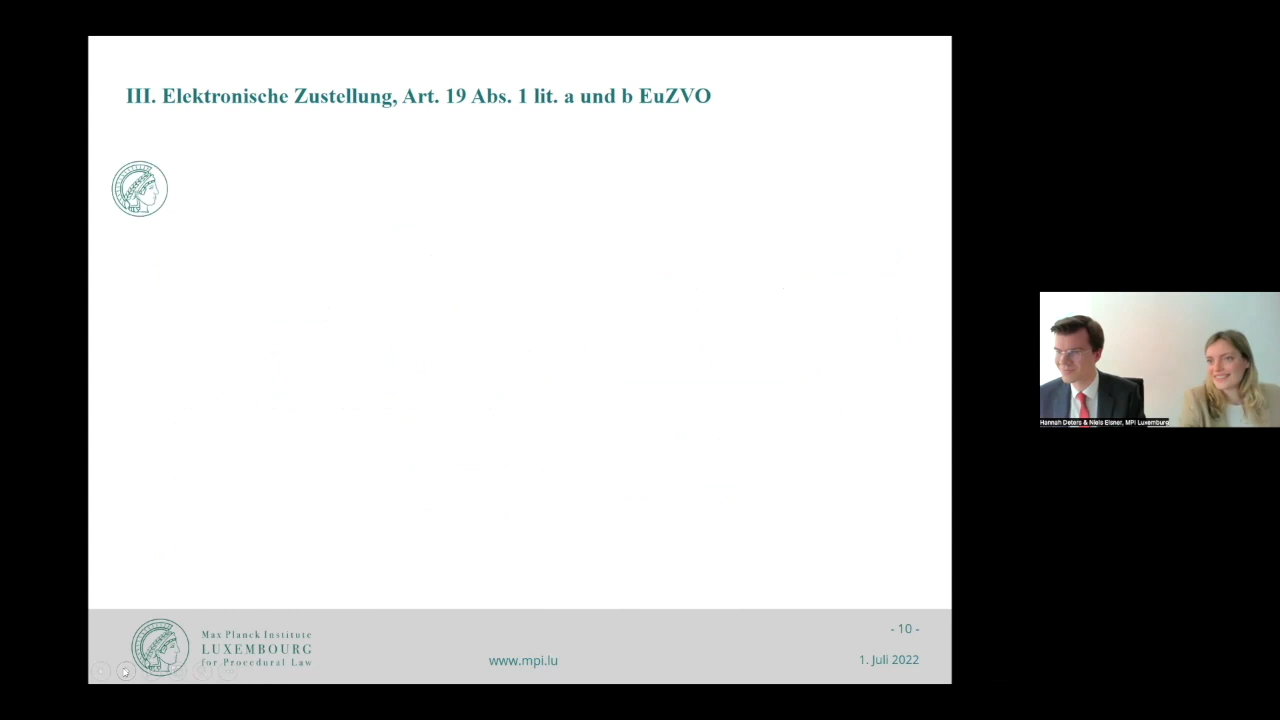 III. Elektronische Zustellung, Art. 19 Abs. 1 lit. a und b EuZVO
Max Planck Institute
LUXEMBOURG
for Procedural Law
www.mpi.lu
- 10 -
1. Juli 2022
Hannah Deters & Niels Elsner, MPI Luxemburg